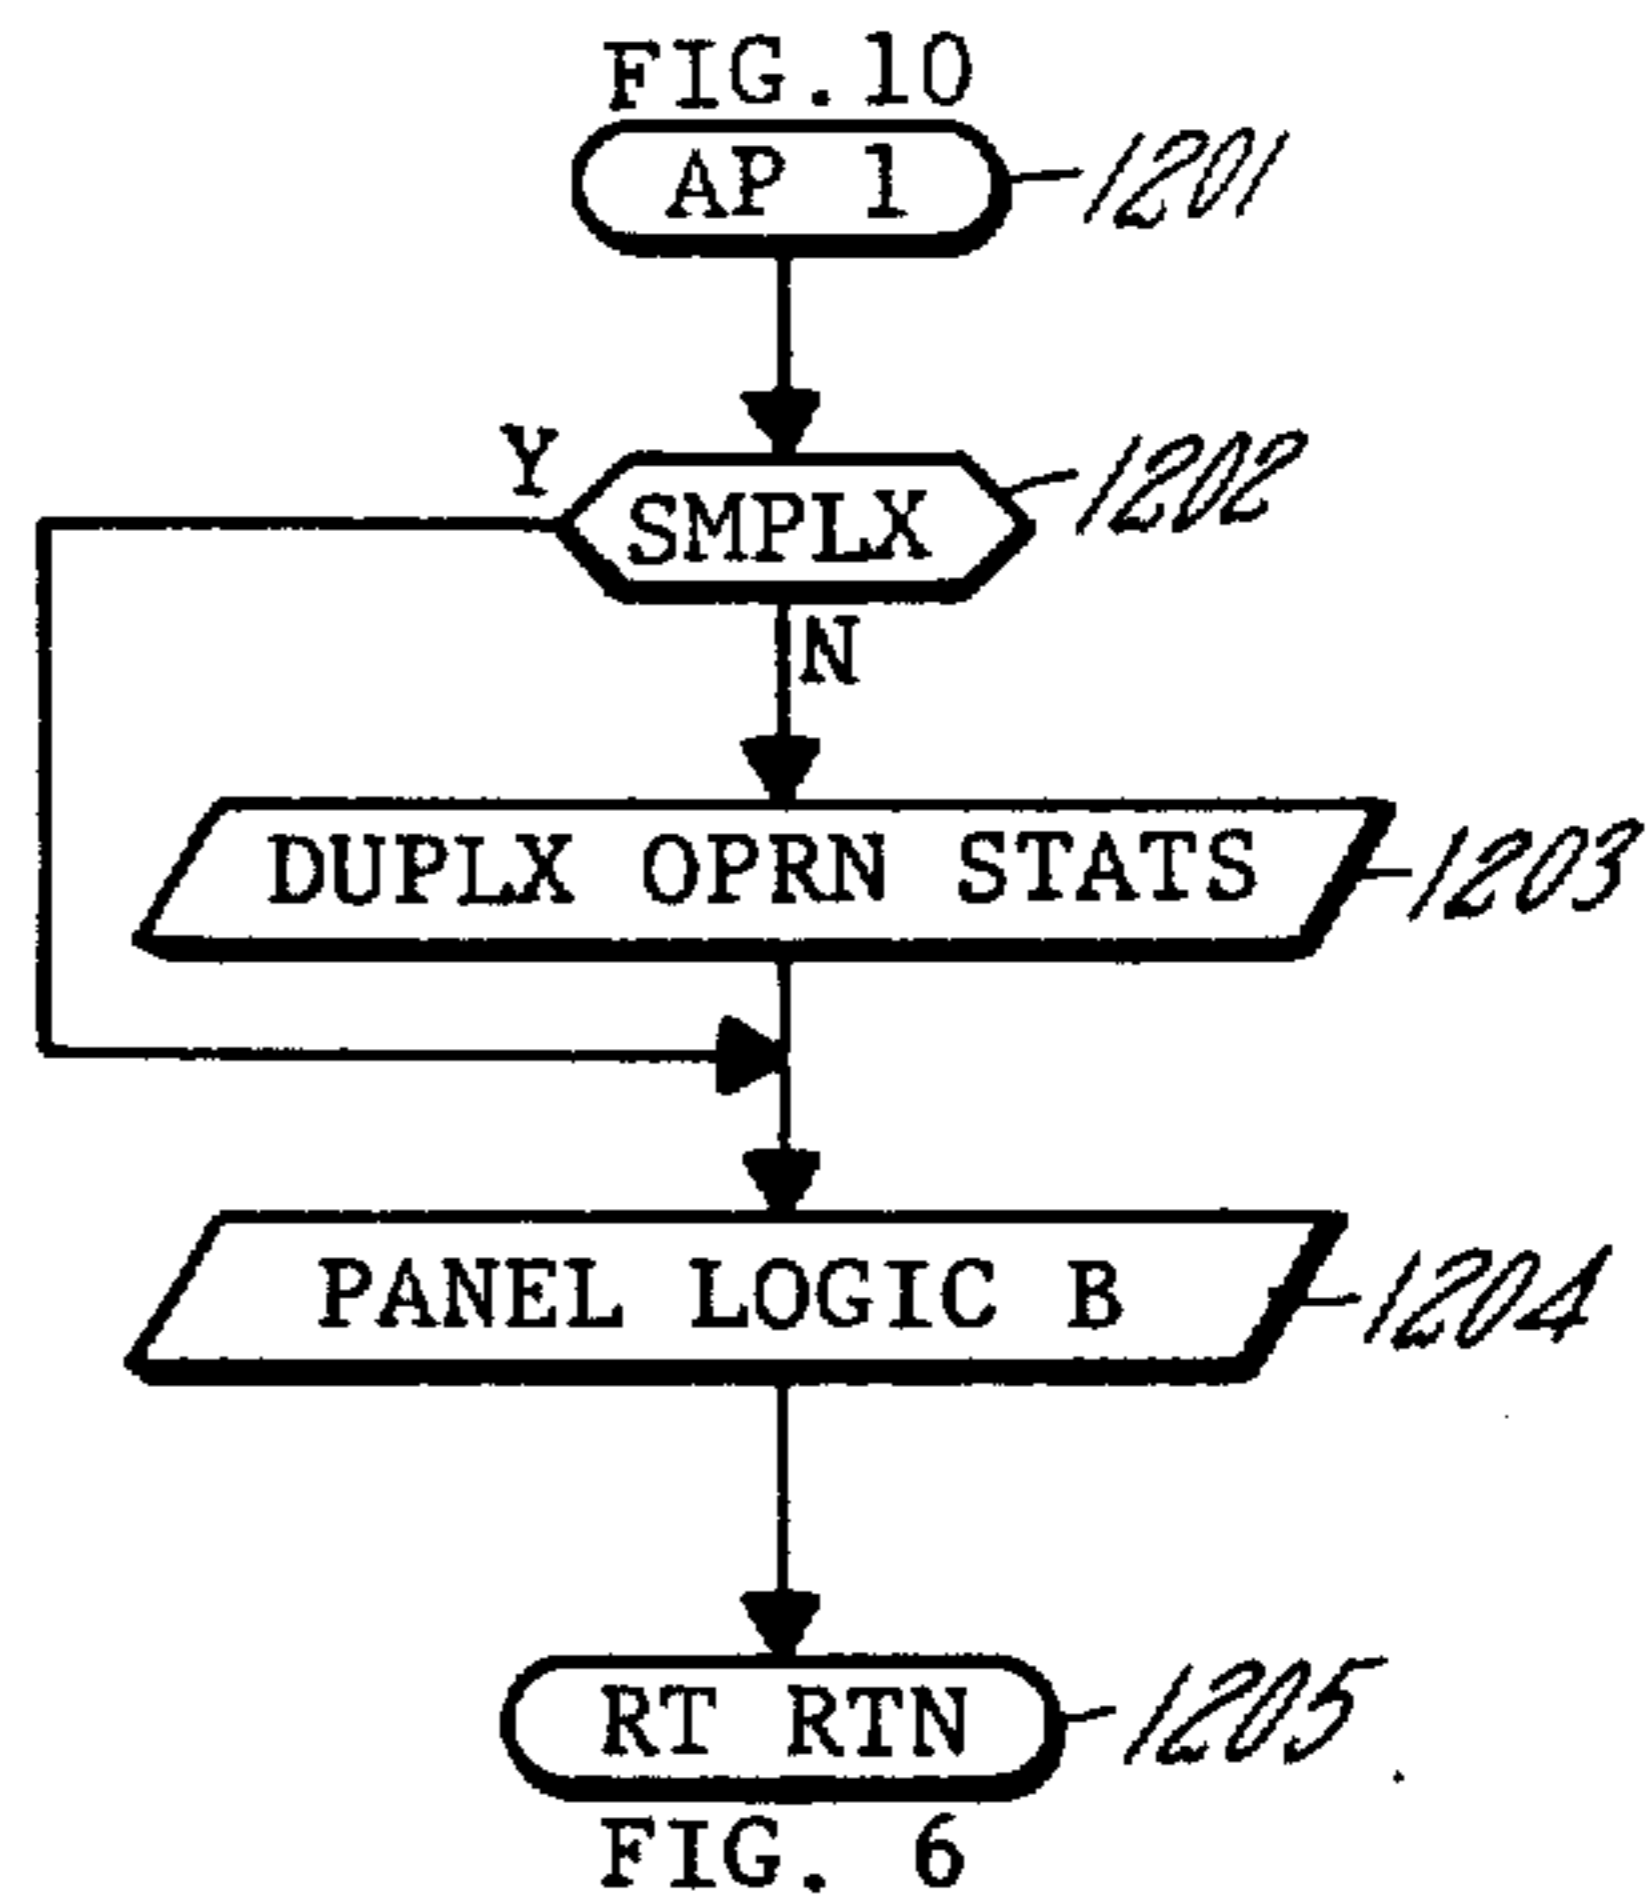 FIG.10
AP 1
1201
Y
SMPLX
1202
N
DUPLX OPRN STATS
1203
PANEL LOGIC B
1204
RT RTN
1205
FIG. 6